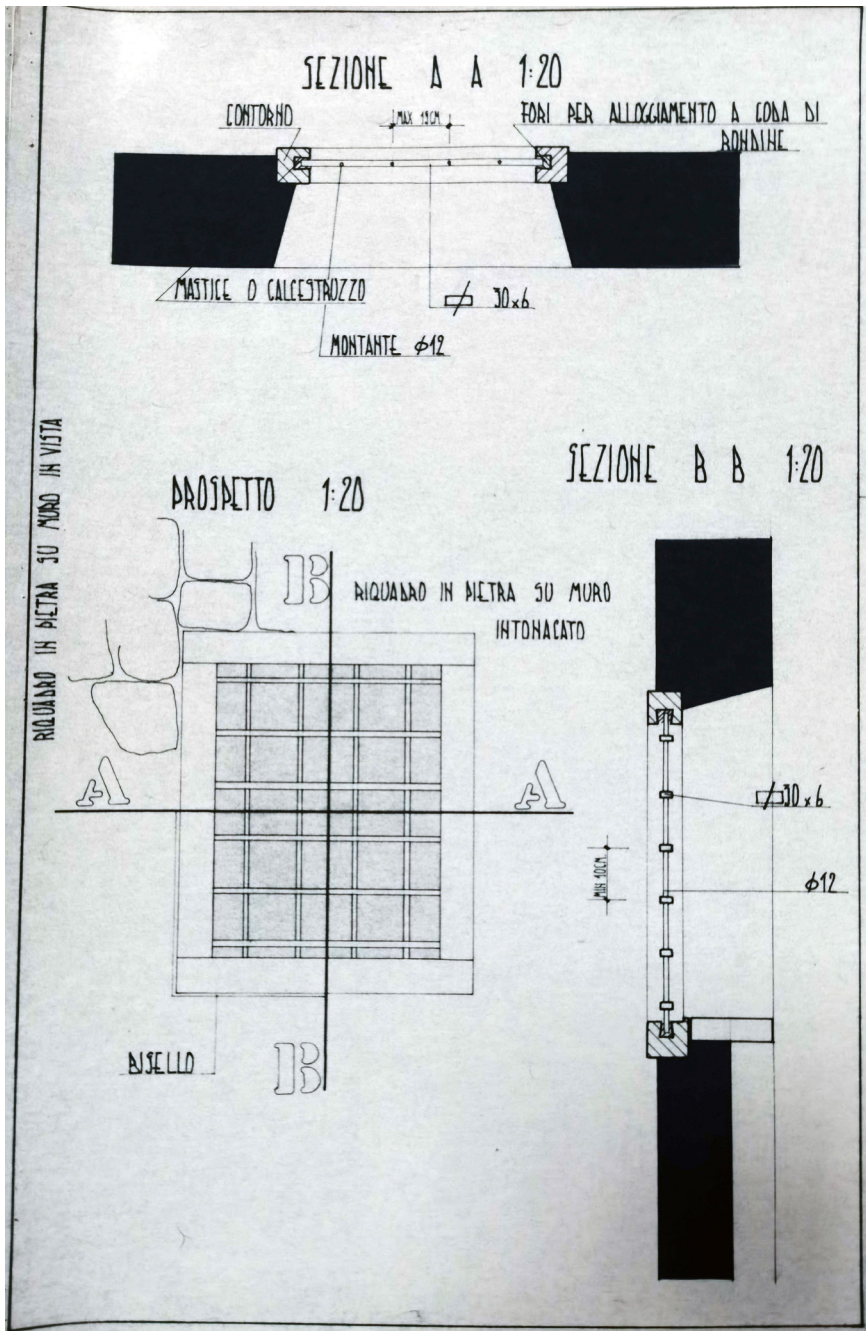 SEZIONE A A 1:20
CONTORNO
MAX 19CM
FORI PER ALLOGGIAMENTO A CODA DI
RONDINE
MASTICE O CALCESTRUZZO
30x6
MONTANTE φ12
RIQUADRO IN PIETRA SU MURO IN VISTA
PROSPETTO 1:20
SEZIONE B B 1:20
B
RIQUADRO IN PIETRA SU MURO
INTONACATO
A
A
30x6
MAX 10CM.
φ12
BISELLO
B